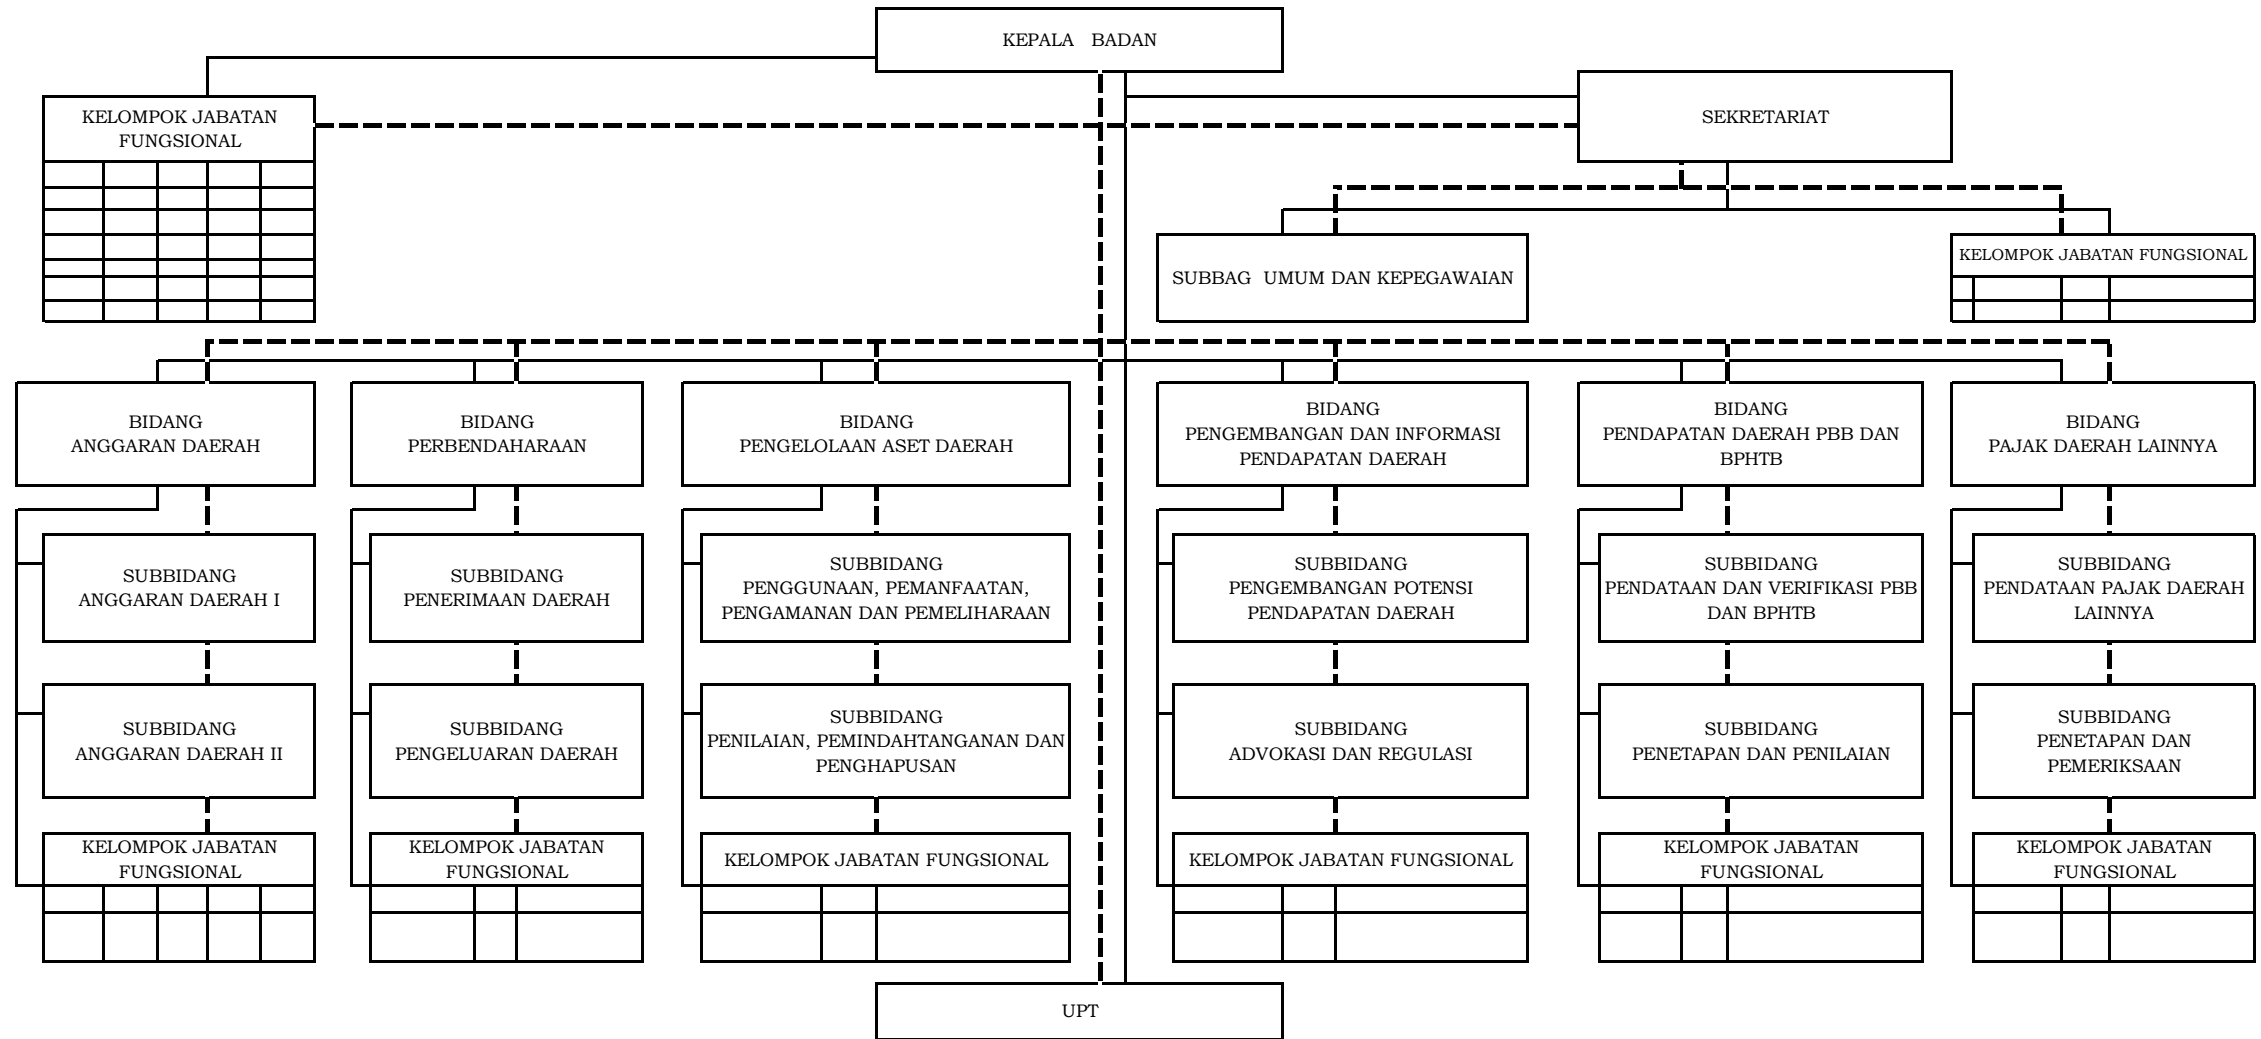 KEPALA BADAN
KELOMPOK JABATAN
FUNGSIONAL
SEKRETARIAT
SUBBAG UMUM DAN KEPEGAWAIAN
KELOMPOK JABATAN FUNGSIONAL
BIDANG
ANGGARAN DAERAH
BIDANG
PERBENDAHARAAN
BIDANG
PENGELOLAAN ASET DAERAH
BIDANG
PENGEMBANGAN DAN INFORMASI
PENDAPATAN DAERAH
BIDANG
PENDAPATAN DAERAH PBB DAN
BPHTB
BIDANG
PAJAK DAERAH LAINNYA
SUBBIDANG
ANGGARAN DAERAH I
SUBBIDANG
PENERIMAAN DAERAH
SUBBIDANG
PENGGUNAAN, PEMANFAATAN,
PENGAMANAN DAN PEMELIHARAAN
SUBBIDANG
PENGEMBANGAN POTENSI
PENDAPATAN DAERAH
SUBBIDANG
PENDATAAN DAN VERIFIKASI PBB
DAN BPHTB
SUBBIDANG
PENDATAAN PAJAK DAERAH
LAINNYA
SUBBIDANG
ANGGARAN DAERAH II
SUBBIDANG
PENGELUARAN DAERAH
SUBBIDANG
PENILAIAN, PEMINDAHTANGANAN DAN
PENGHAPUSAN
SUBBIDANG
ADVOKASI DAN REGULASI
SUBBIDANG
PENETAPAN DAN PENILAIAN
SUBBIDANG
PENETAPAN DAN
PEMERIKSAAN
KELOMPOK JABATAN
FUNGSIONAL
KELOMPOK JABATAN
FUNGSIONAL
KELOMPOK JABATAN FUNGSIONAL
KELOMPOK JABATAN FUNGSIONAL
KELOMPOK JABATAN
FUNGSIONAL
KELOMPOK JABATAN
FUNGSIONAL
UPT